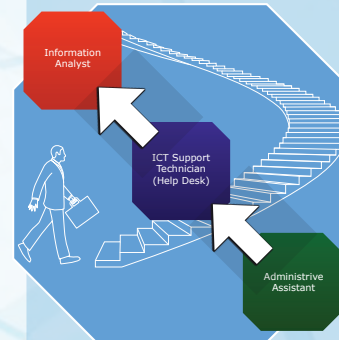 Information
Analyst
ICT Support
Technician
(Help Desk)
Administrive
Assistant